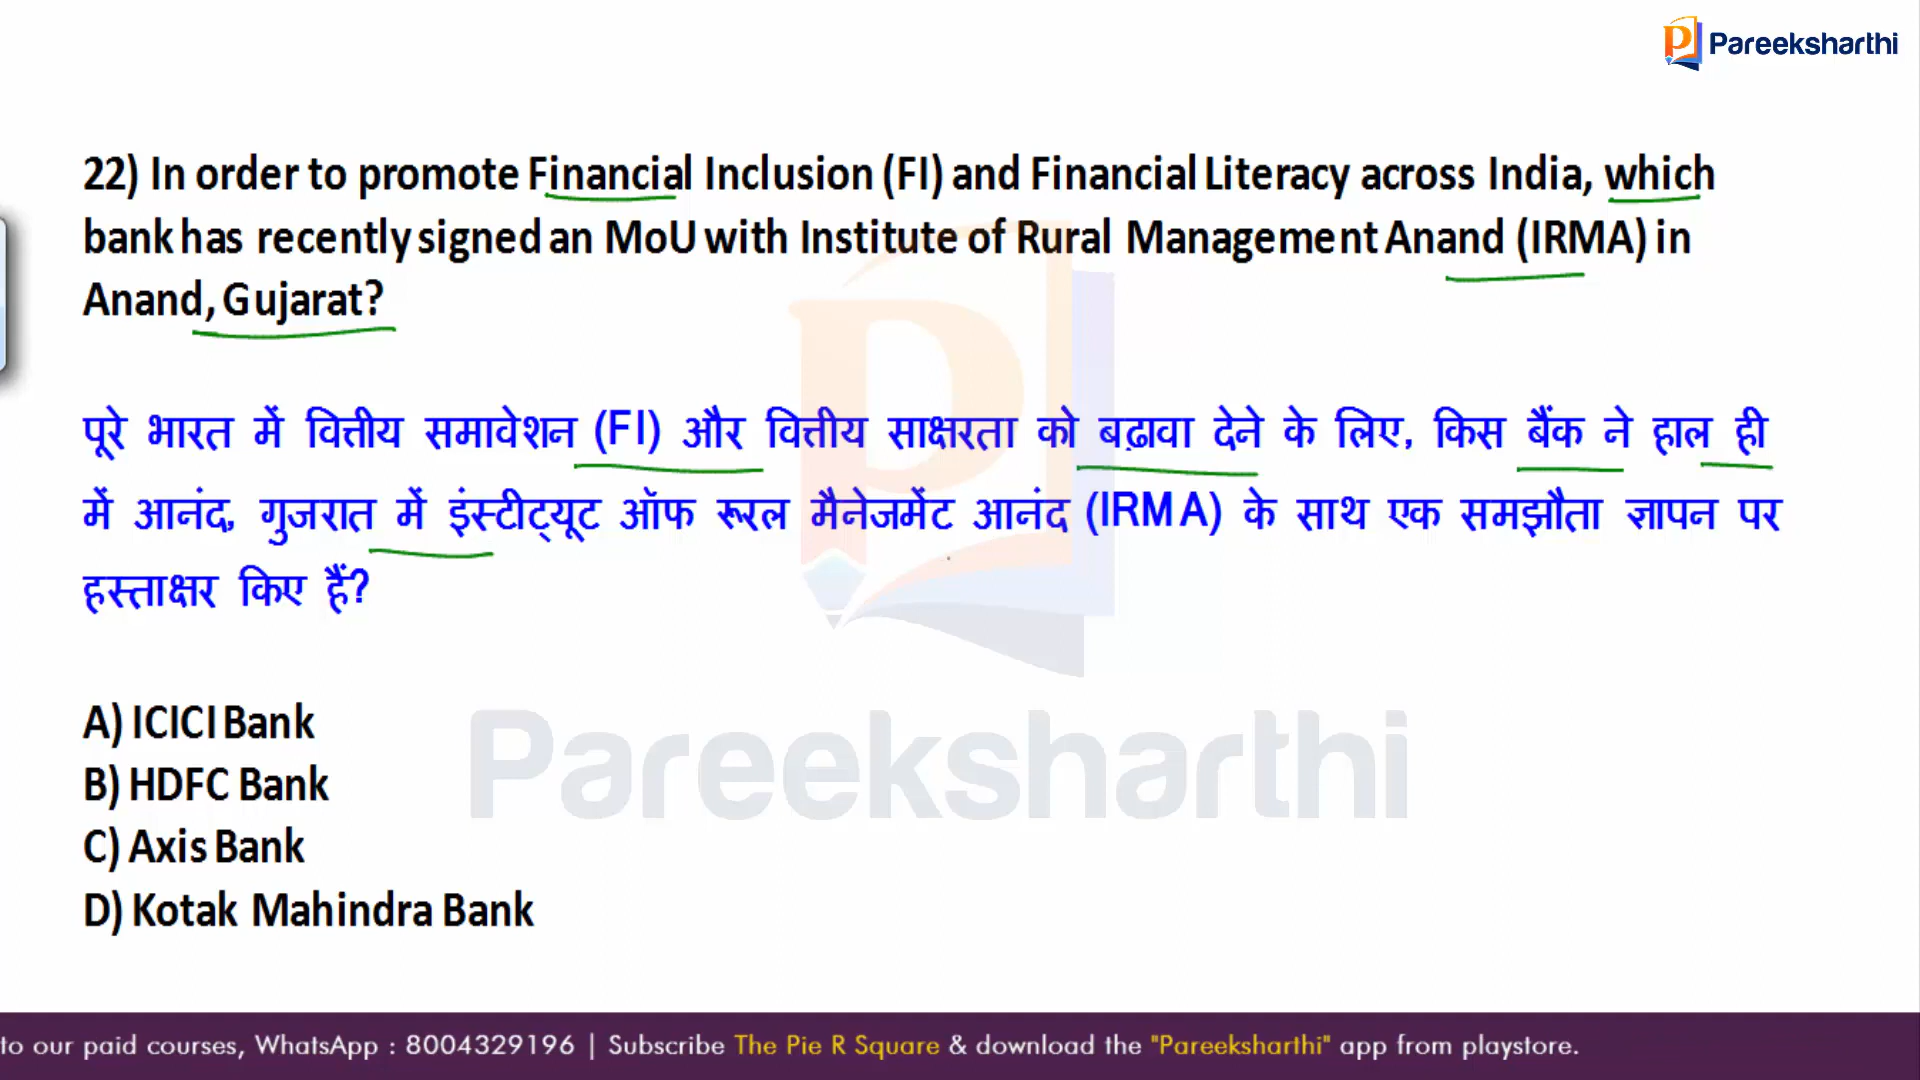 Pareeksharthi
22) In order to promote Financial Inclusion (FI) and Financial Literacy across India, which
bank has recently signed an MoU with Institute of Rural Management Anand (IRMA) in
Anand, Gujarat?
पूरे भारत में वित्तीय समावेशन (FI) और वित्तीय साक्षरता को बढ़ावा देने के लिए, किस बैंक ने हाल ही
में आनंद, गुजरात में इंस्टीट्यूट ऑफ रूरल मैनेजमेंट आनंद (IRMA) के साथ एक समझौता ज्ञापन पर
हस्ताक्षर किए हैं?
A) ICICI Bank
B) HDFC Bank
C) Axis Bank
D) Kotak Mahindra Bank
Pareeksharthi
to our paid courses, WhatsApp : 8004329196 | Subscribe The Pie R Square & download the "Pareeksharthi" app from playstore.